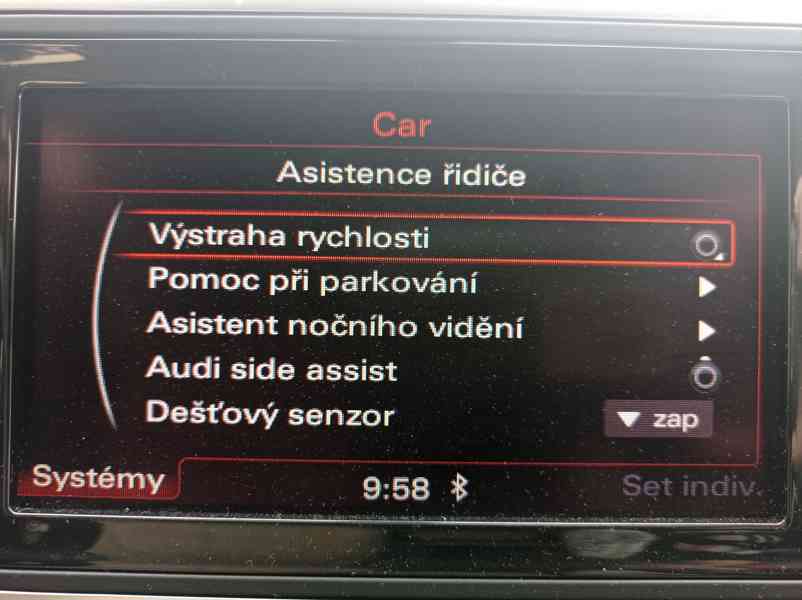 Car
Asistence řidiče
Výstraha rychlosti
Pomoc při parkování
Asistent nočního vidění
Audi side assist
Dešťový senzor
zap
Systémy
9:58
Set indiv.